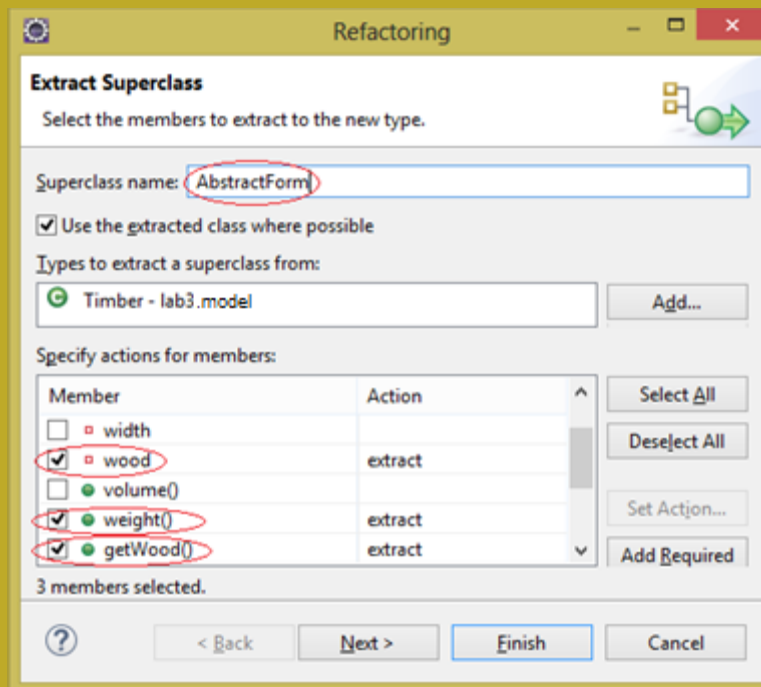 Refactoring
Extract Superclass
Select the members to extract to the new type.
Superclass name: AbstractForm
Use the extracted class where possible
Types to extract a superclass from:
Timber - lab3.model
Add...
Specify actions for members:
Member Action
Select All
width
Deselect All
wood extract
volume()
Set Action...
weight() extract
getWood() extract
Add Required
3 members selected.
? < Back Next > Finish Cancel